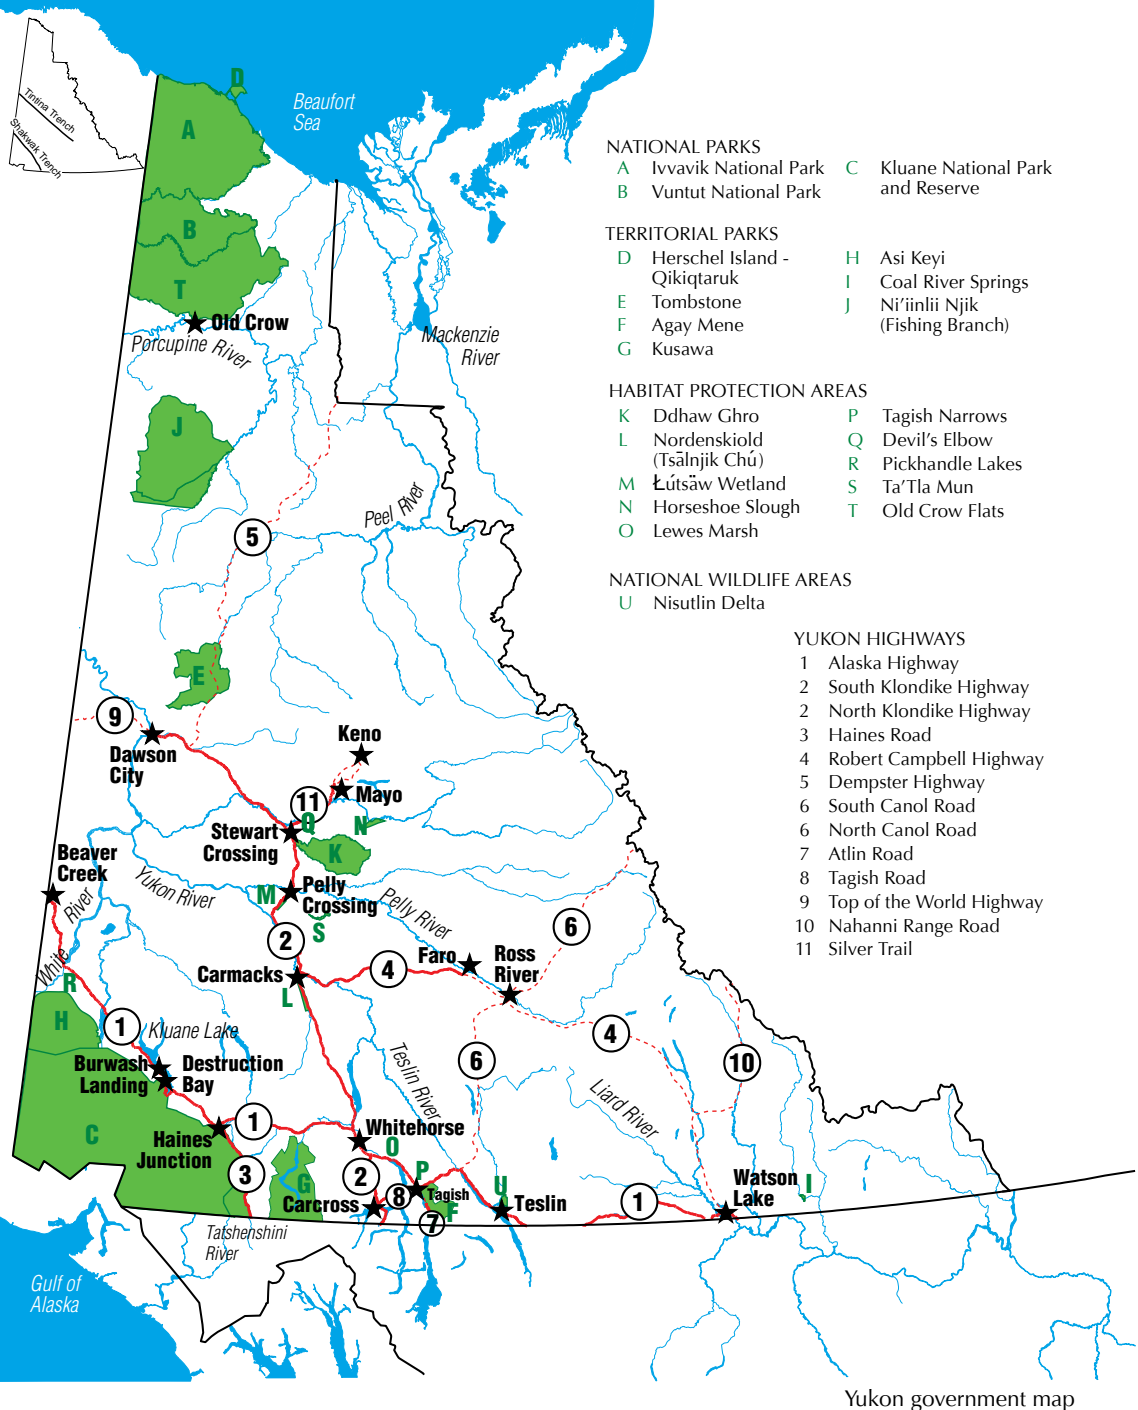 Tintina Trench
Shakwak Trench
D
A
Beaufort
Sea
B
T
Old Crow
Porcupine River
Mackenzie
River
J
Peel River
5
E
9
Dawson
City
Keno
Mayo
11
Q
N
Stewart
Crossing
K
Beaver
Creek
White River
Yukon River
M
Pelly
Crossing
Pelly River
S
2
6
Faro
Ross
River
Carmacks
4
L
R
H
1
Kluane Lake
4
Burwash
Landing
Destruction
Bay
6
10
Teslin River
Liard River
C
1
Haines
Junction
Whitehorse
O
3
G
2
P
8
Tagish
Carcross
F
7
U
Teslin
1
Watson
Lake
I
Tatshenshini
River
Gulf of
Alaska
NATIONAL PARKS
A Ivvavik National Park
B Vuntut National Park
C Kluane National Park
and Reserve
TERRITORIAL PARKS
D Herschel Island -
Qikiqtaruk
E Tombstone
F Agay Mene
G Kusawa
H Asi Keyi
I Coal River Springs
J Ni'iinlii Njik
(Fishing Branch)
HABITAT PROTECTION AREAS
K Ddhaw Ghro
L Nordenskiold
(Tsālnjik Chú)
M Łútsäw Wetland
N Horseshoe Slough
O Lewes Marsh
P Tagish Narrows
Q Devil's Elbow
R Pickhandle Lakes
S Ta'Tla Mun
T Old Crow Flats
NATIONAL WILDLIFE AREAS
U Nisutlin Delta
YUKON HIGHWAYS
1 Alaska Highway
2 South Klondike Highway
2 North Klondike Highway
3 Haines Road
4 Robert Campbell Highway
5 Dempster Highway
6 South Canol Road
6 North Canol Road
7 Atlin Road
8 Tagish Road
9 Top of the World Highway
10 Nahanni Range Road
11 Silver Trail
Yukon government map